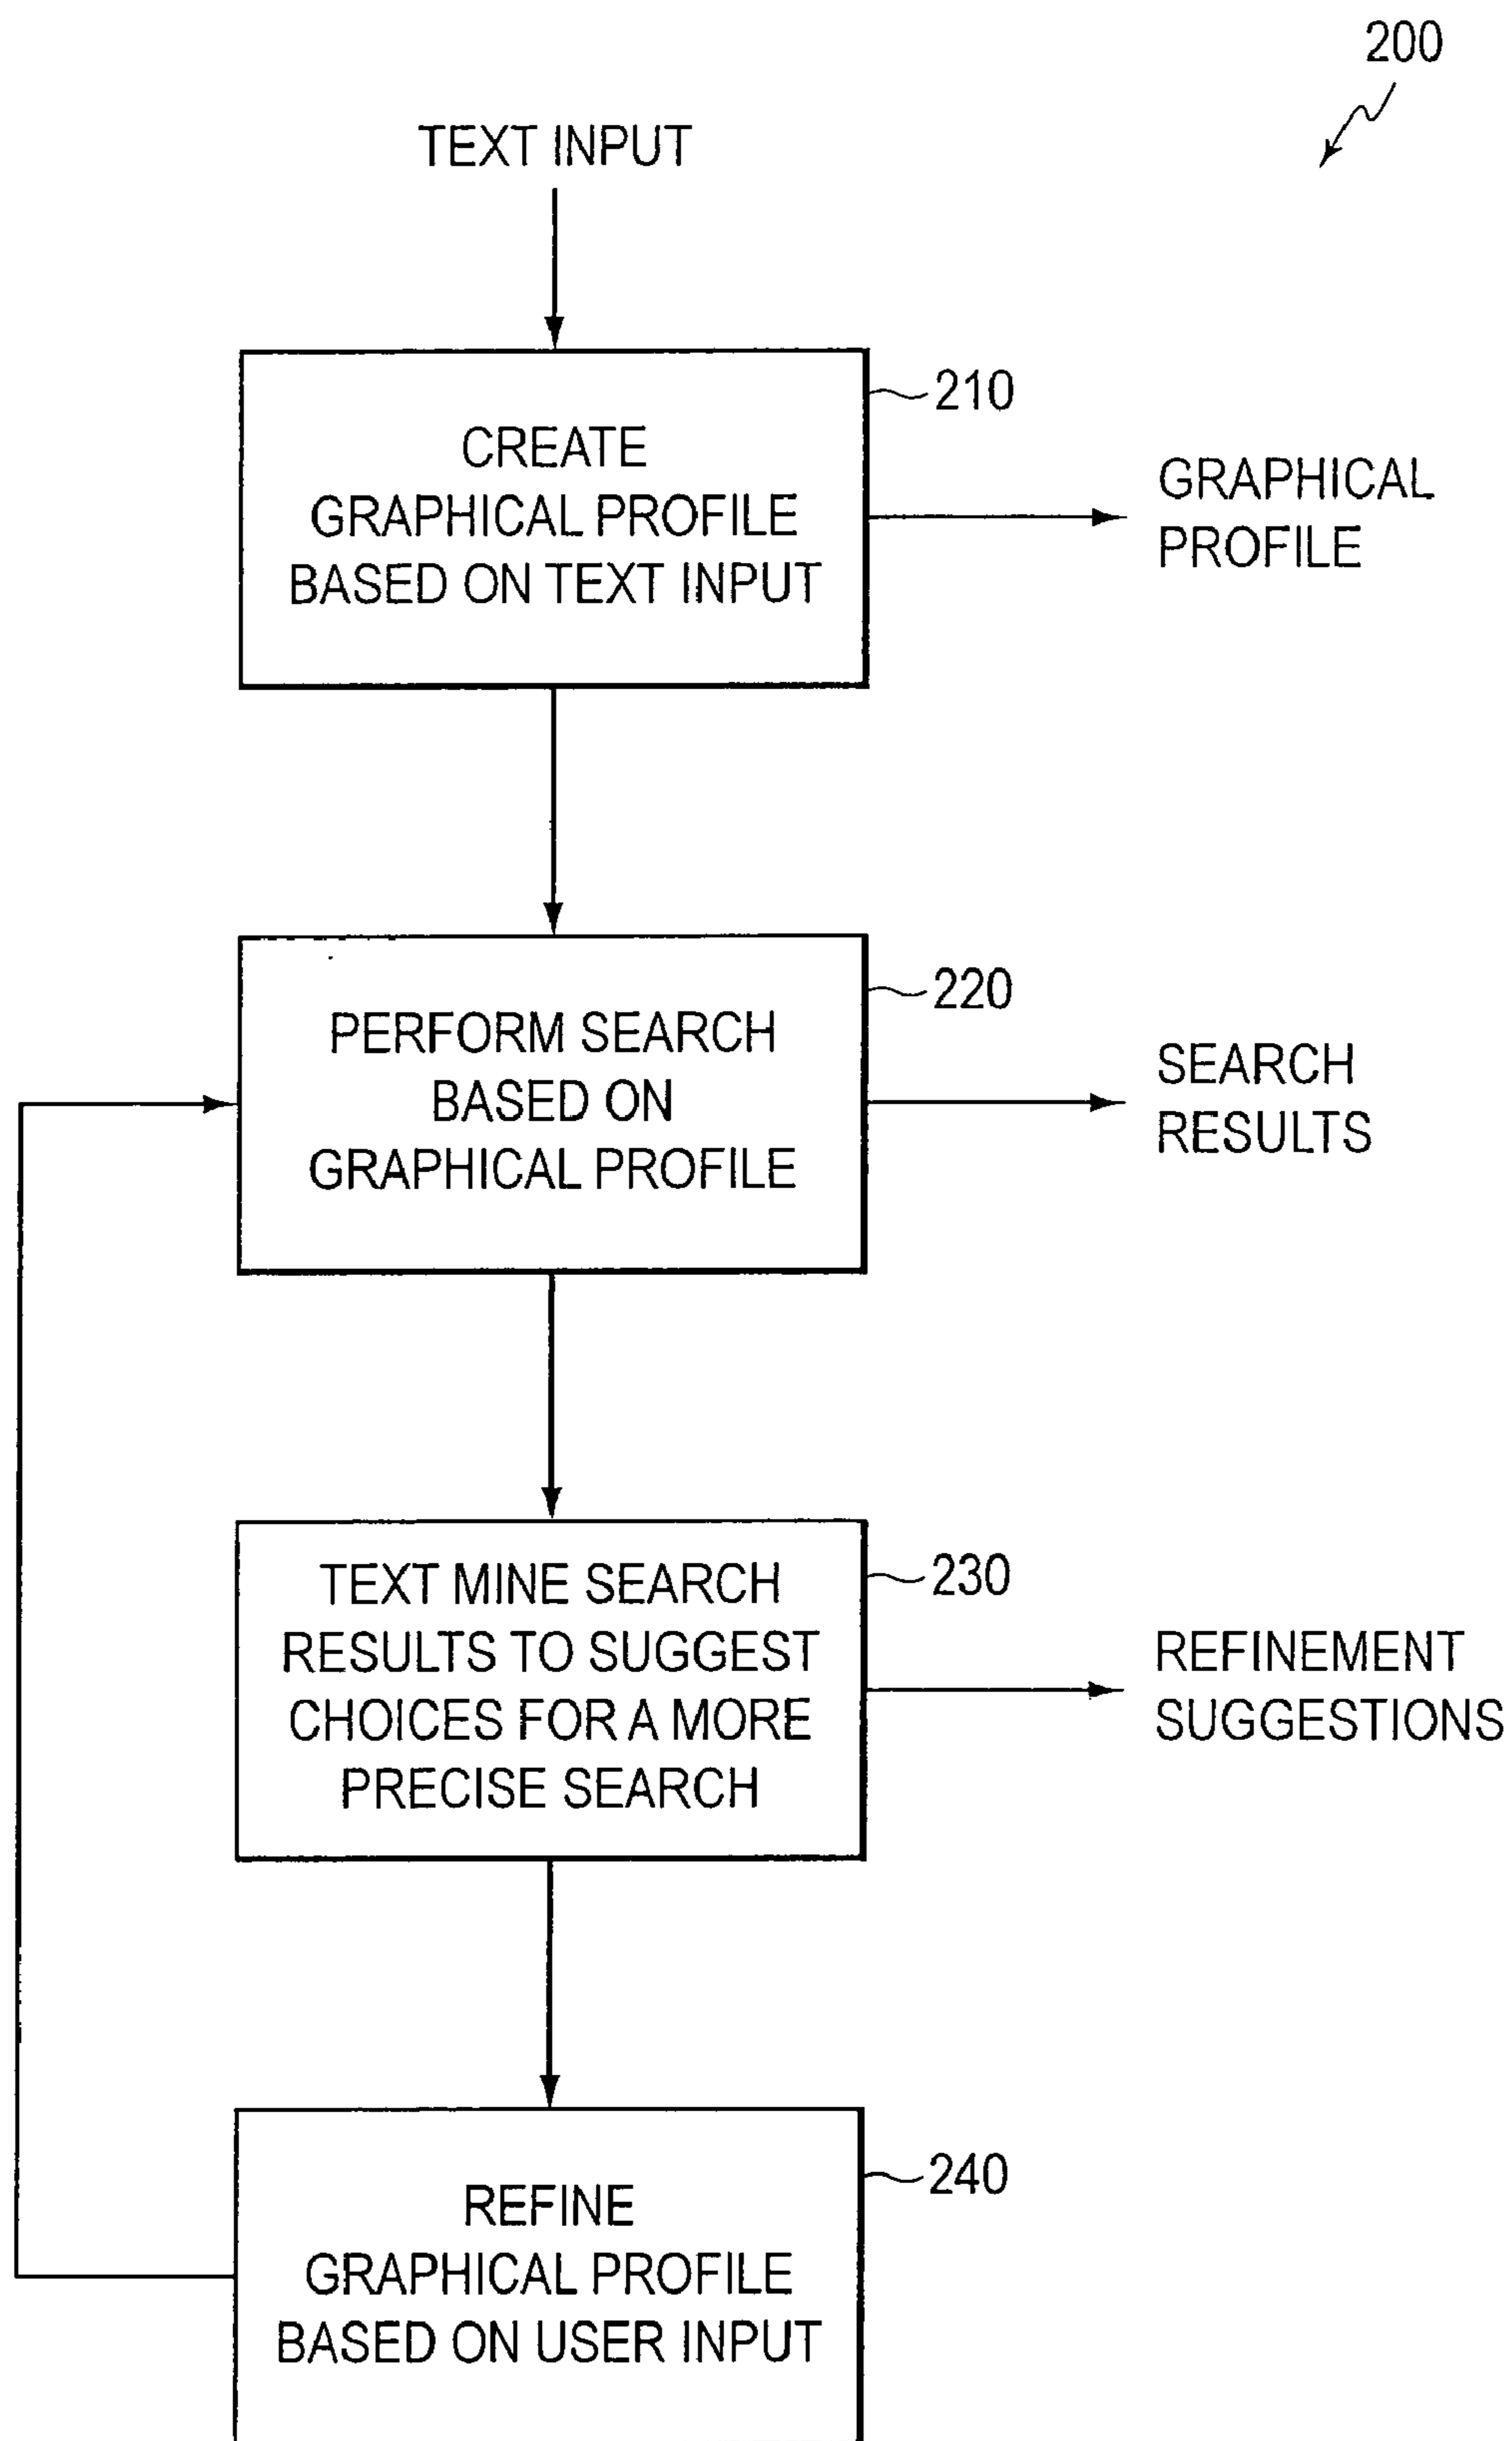 200
TEXT INPUT
210
CREATE
GRAPHICAL PROFILE
BASED ON TEXT INPUT
GRAPHICAL
PROFILE
220
PERFORM SEARCH
BASED ON
GRAPHICAL PROFILE
SEARCH
RESULTS
230
TEXT MINE SEARCH
RESULTS TO SUGGEST
CHOICES FOR A MORE
PRECISE SEARCH
REFINEMENT
SUGGESTIONS
240
REFINE
GRAPHICAL PROFILE
BASED ON USER INPUT